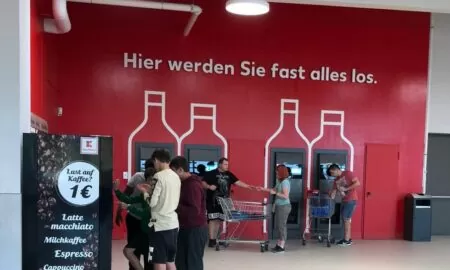 Hier werden Sie fast alles los.
Lust auf
Kaffee?
1€
Latte
macchiato
Milchkaffee
Espresso
Cappuccino